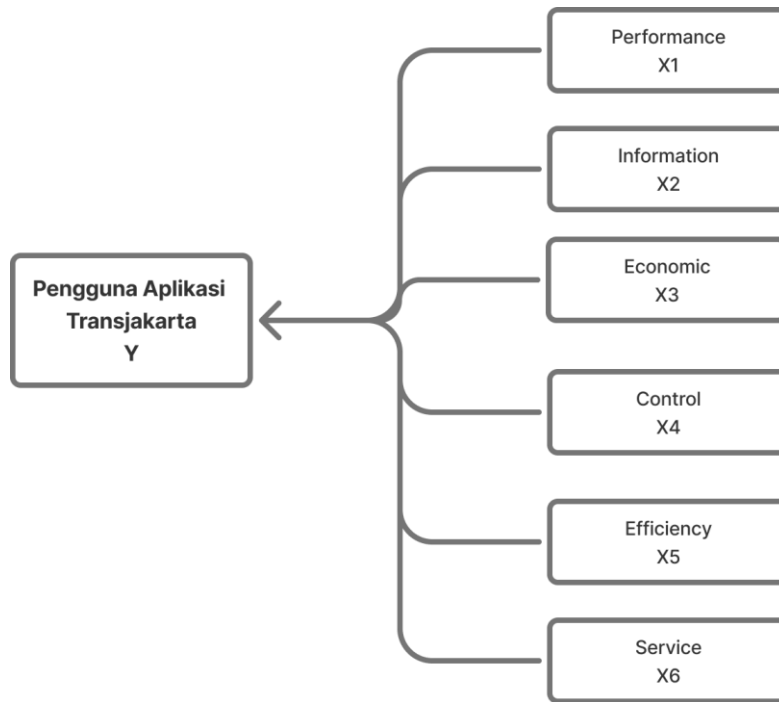 Performance
X1
Information
X2
Economic
X3
Pengguna Aplikasi
Transjakarta
Y
Control
X4
Efficiency
X5
Service
X6